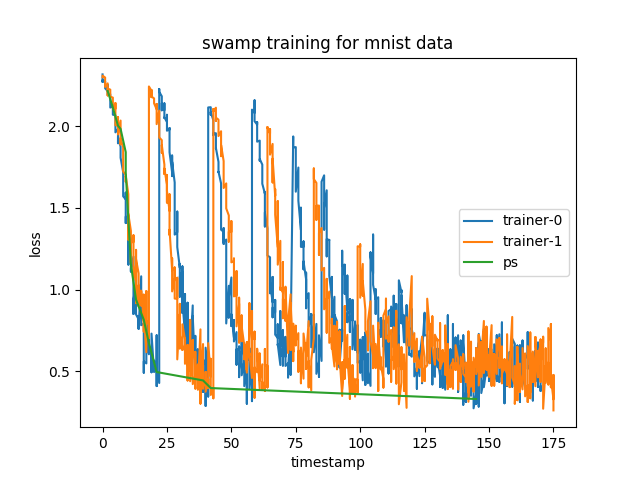 swamp training for mnist data
loss
2.0
1.5
1.0
0.5
trainer-0
trainer-1
ps
0 25 50 75 100 125 150 175
timestamp